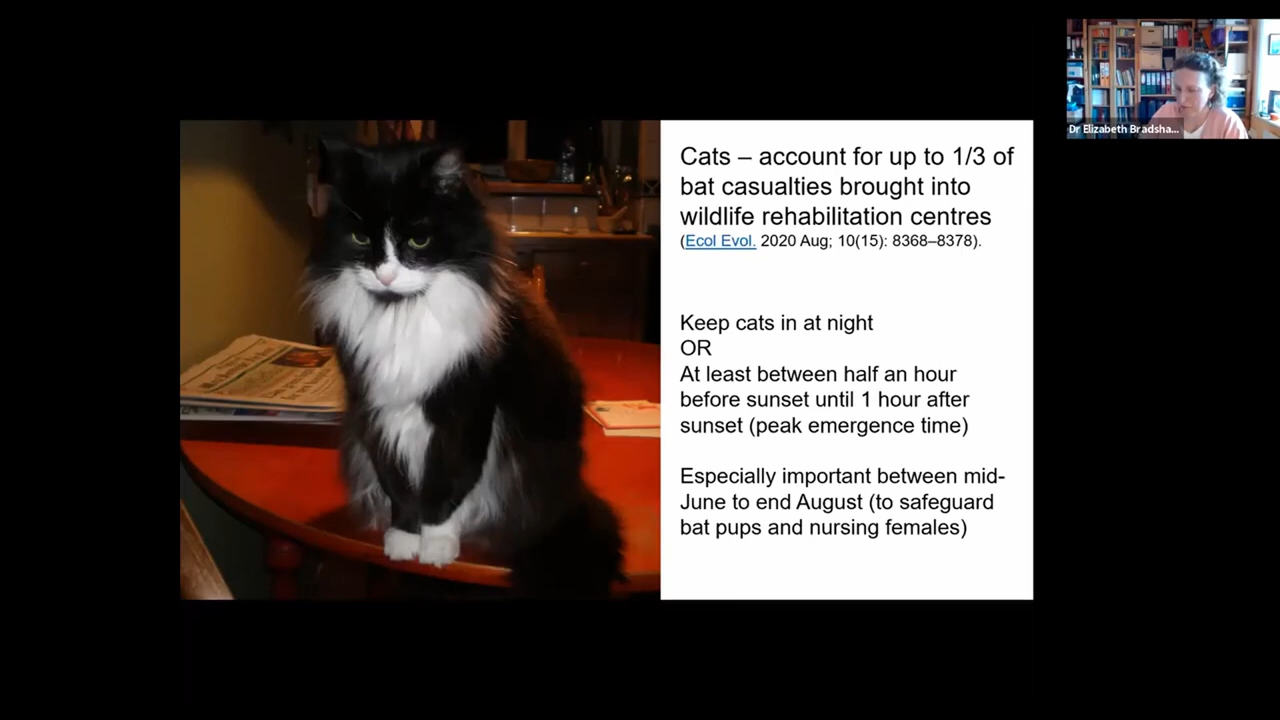 Dr Elizabeth Bradsha...
Cats – account for up to 1/3 of
bat casualties brought into
wildlife rehabilitation centres
(Ecol Evol. 2020 Aug; 10(15): 8368–8378).
Keep cats in at night
OR
At least between half an hour
before sunset until 1 hour after
sunset (peak emergence time)
Especially important between mid-
June to end August (to safeguard
bat pups and nursing females)